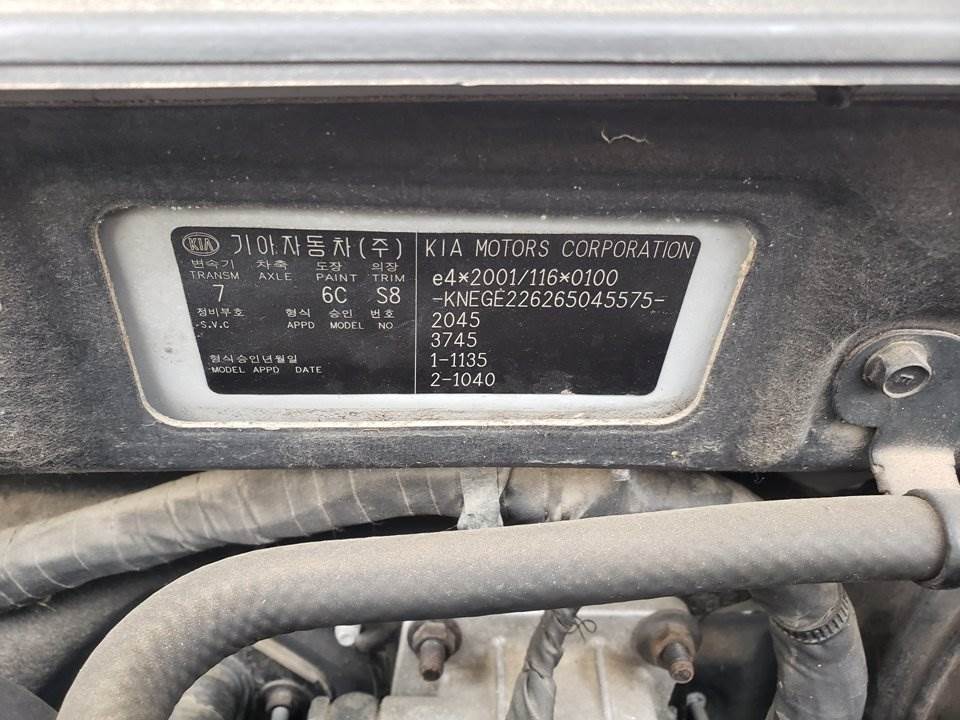 KIA 기아자동차(주)
변속기 차축 도장 의장
TRANSM AXLE PAINT TRIM
7 6C S8
정비부호 형식 승인 번호
-S.V.C APPD MODEL NO
형식승인년월일
-MODEL APPD DATE
KIA MOTORS CORPORATION
e4*2001/116*0100
-KNEGE226265045575-
2045
3745
1-1135
2-1040